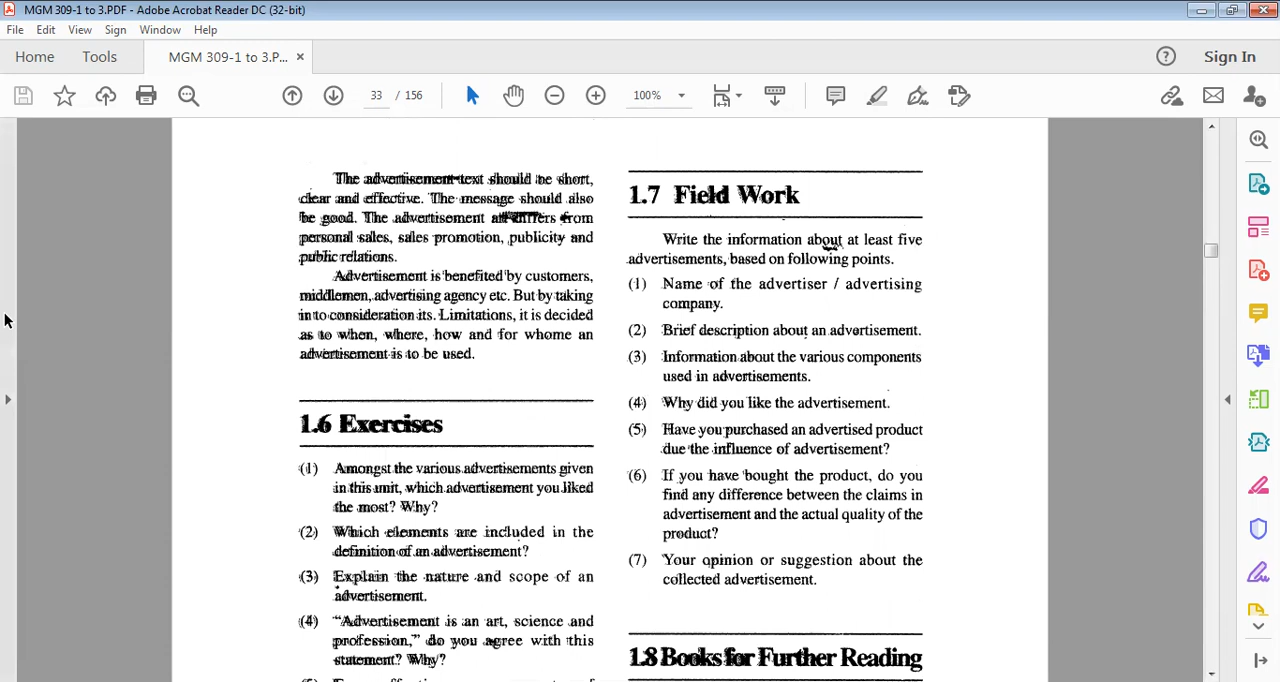 MGM 309-1 to 3.PDF - Adobe Acrobat Reader DC (32-bit)
File Edit View Sign Window Help
Home Tools MGM 309-1 to 3.P... × Sign In
33 / 156 100%
The advertisement text should be short,
clear and effective. The message should also
be good. The advertisement differs from
personal sales, sales promotion, publicity and
public relations.
Advertisement is benefited by customers,
middlemen, advertising agency etc. But by taking
in to consideration its. Limitations, it is decided
as to when, where, how and for whome an
advertisement is to be used.
1.6 Exercises
(1) Amongst the various advertisements given
in this unit, which advertisement you liked
the most? Why?
(2) Which elements are included in the
definition of an advertisement?
(3) Explain the nature and scope of an
advertisement.
(4) “Advertisement is an art, science and
profession,” do you agree with this
statement? Why?
1.7 Field Work
Write the information about at least five
advertisements, based on following points.
(1) Name of the advertiser / advertising
company.
(2) Brief description about an advertisement.
(3) Information about the various components
used in advertisements.
(4) Why did you like the advertisement.
(5) Have you purchased an advertised product
due the influence of advertisement?
(6) If you have bought the product, do you
find any difference between the claims in
advertisement and the actual quality of the
product?
(7) Your opinion or suggestion about the
collected advertisement.
1.8 Books for Further Reading